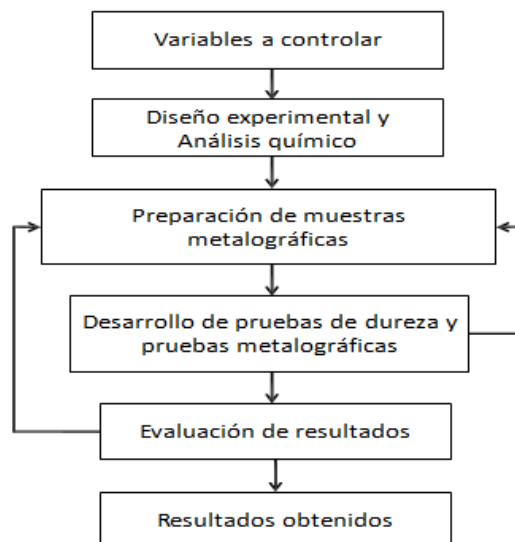 Variables a controlar
Diseño experimental y
Análisis químico
Preparación de muestras
metalográficas
Desarrollo de pruebas de dureza y
pruebas metalográficas
Evaluación de resultados
Resultados obtenidos